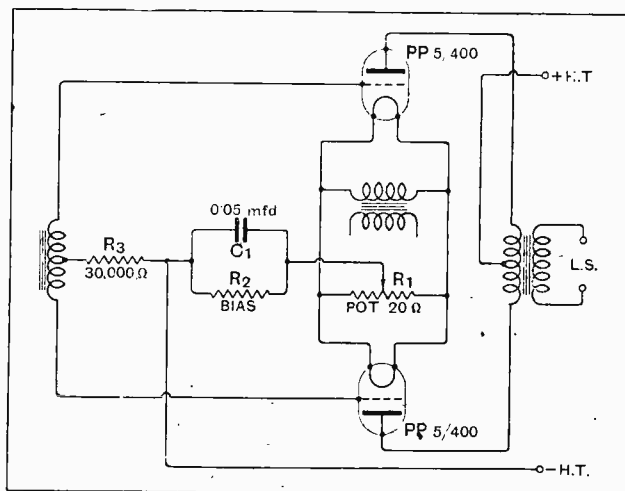 PP 5/400
+H.T
0·05 mfd
C1
R3
30,000,Ω
R2
BIAS
R1
POT 20 Ω
L.S.
PP 5/400
-H.T.